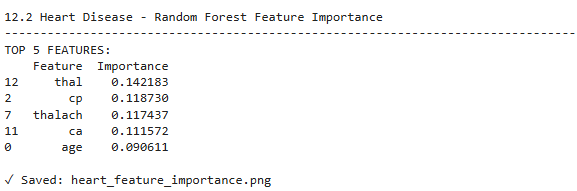 12.2 Heart Disease - Random Forest Feature Importance
--------------------------------------------------------------------------------
TOP 5 FEATURES:
    Feature  Importance
12     thal    0.142183
2        cp    0.118730
7   thalach    0.117437
11       ca    0.111572
0       age    0.090611
✓ Saved: heart_feature_importance.png